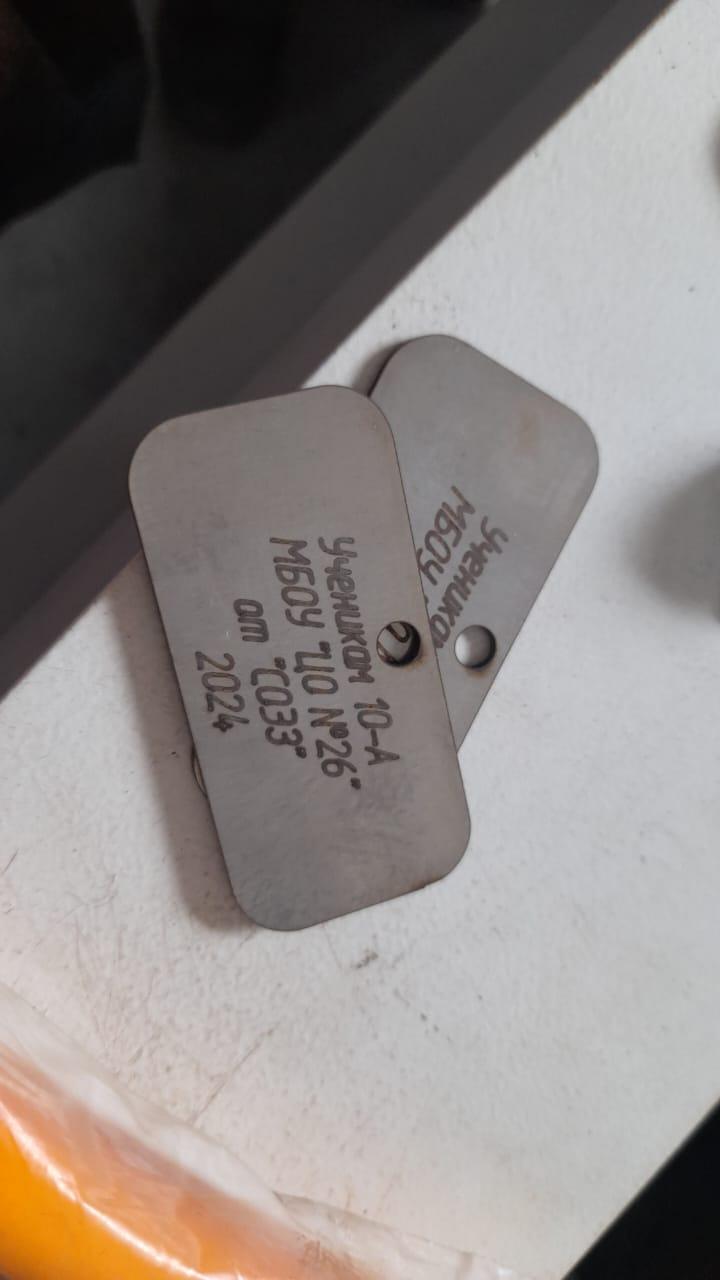 Ученикам 10-А
МБОУ "ЦО №26"
от "СОЗЗ"
2024
Ученикам
МБОУ